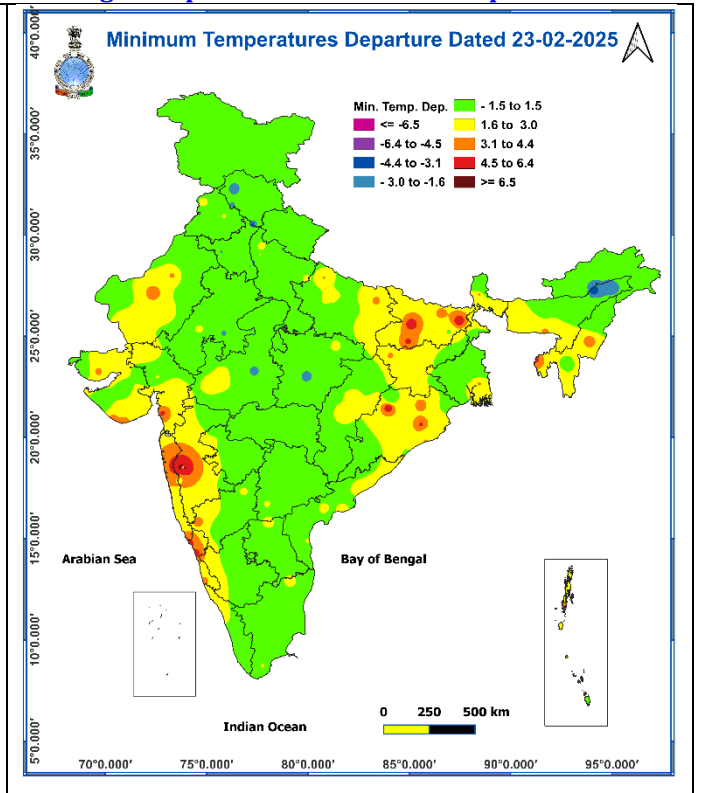 Minimum Temperatures Departure Dated 23-02-2025
Min. Temp. Dep.
<= -6.5
-6.4 to -4.5
-4.4 to -3.1
- 3.0 to -1.6
- 1.5 to 1.5
1.6 to 3.0
3.1 to 4.4
4.5 to 6.4
>= 6.5
40°0.000'
35°0.000'
30°0.000'
25°0.000'
20°0.000'
15°0.000'
10°0.000'
5°0.000'
Arabian Sea
Bay of Bengal
Indian Ocean
0 250 500 km
70°0.000' 75°0.000' 80°0.000' 85°0.000' 90°0.000' 95°0.000'